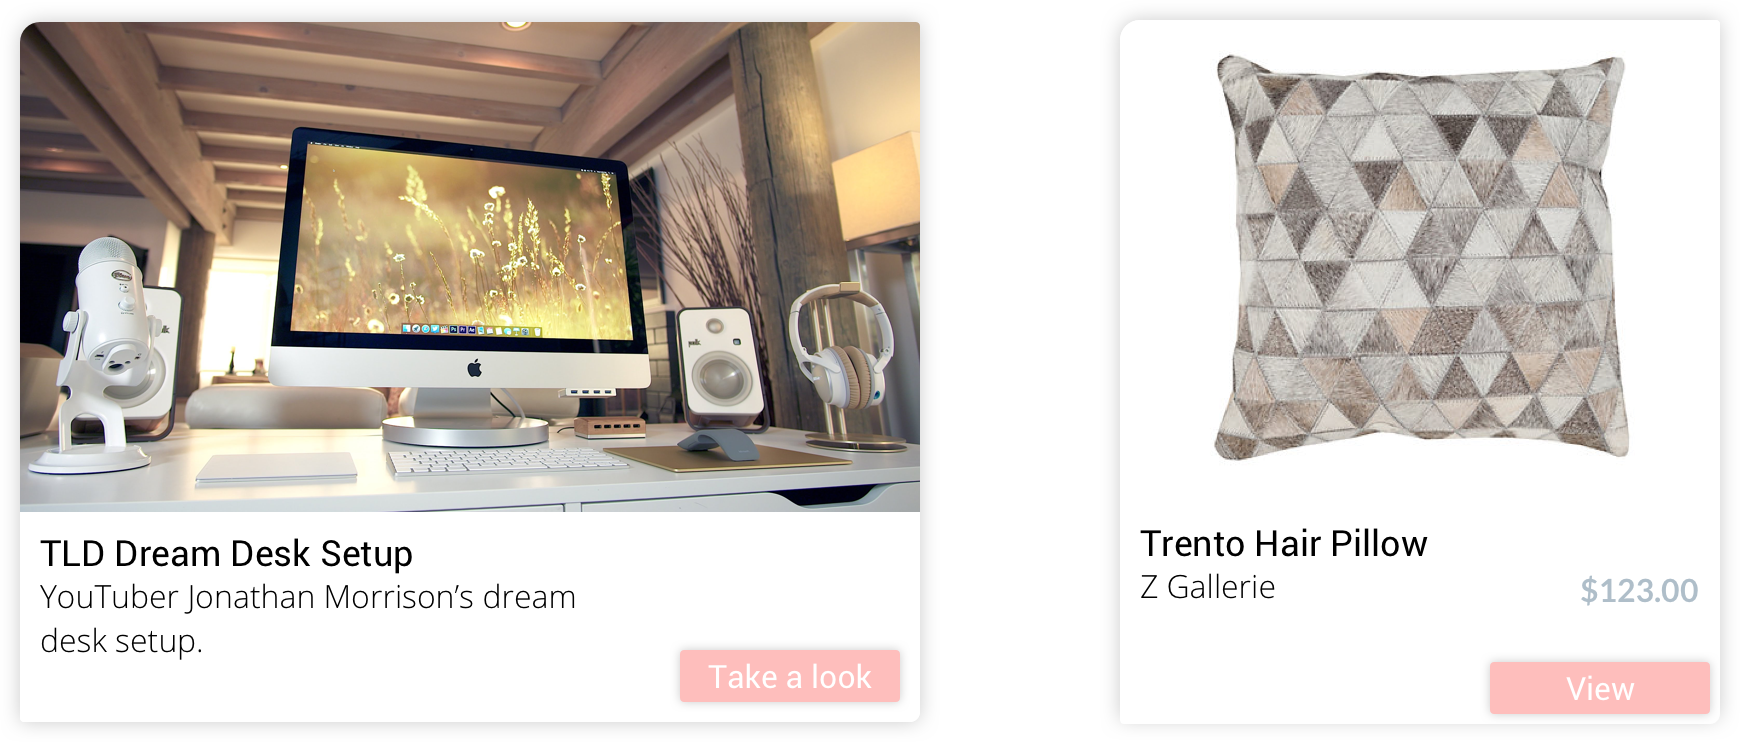 TLD Dream Desk Setup
YouTuber Jonathan Morrison’s dream
desk setup.
Take a look
Trento Hair Pillow
Z Gallerie
$123.00
View